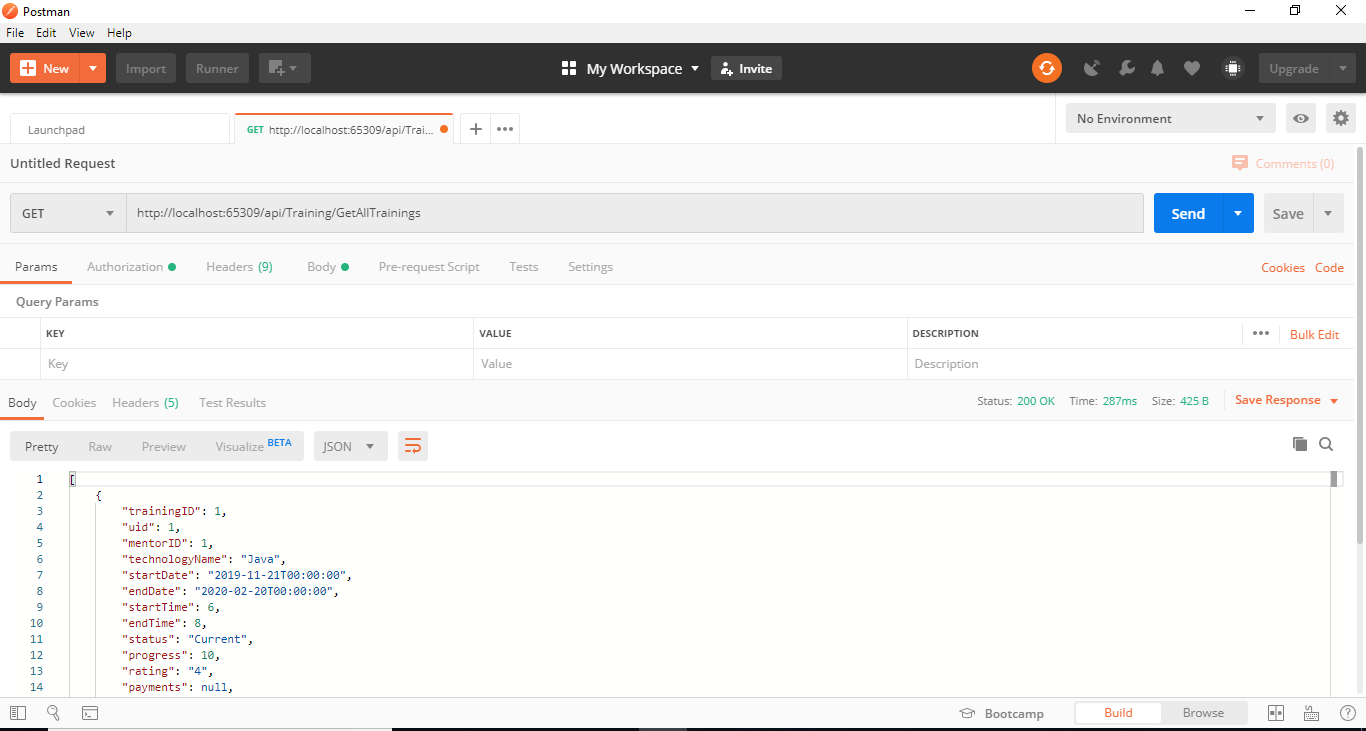 Postman
File Edit View Help
New Import Runner My Workspace Invite Upgrade
Launchpad GET http://localhost:65309/api/Trai... No Environment
Untitled Request Comments (0)
GET http://localhost:65309/api/Training/GetAllTrainings Send Save
Params Authorization Headers (9) Body Pre-request Script Tests Settings Cookies Code
Query Params
KEY VALUE DESCRIPTION Bulk Edit
Key Value Description
Body Cookies Headers (5) Test Results Status: 200 OK Time: 287ms Size: 425 B Save Response
Pretty Raw Preview Visualize BETA JSON
1 [
2 {
3 "trainingID": 1,
4 "uid": 1,
5 "mentorID": 1,
6 "technologyName": "Java",
7 "startDate": "2019-11-21T00:00:00",
8 "endDate": "2020-02-20T00:00:00",
9 "startTime": 6,
10 "endTime": 8,
11 "status": "Current",
12 "progress": 10,
13 "rating": "4",
14 "payments": null,
Bootcamp Build Browse